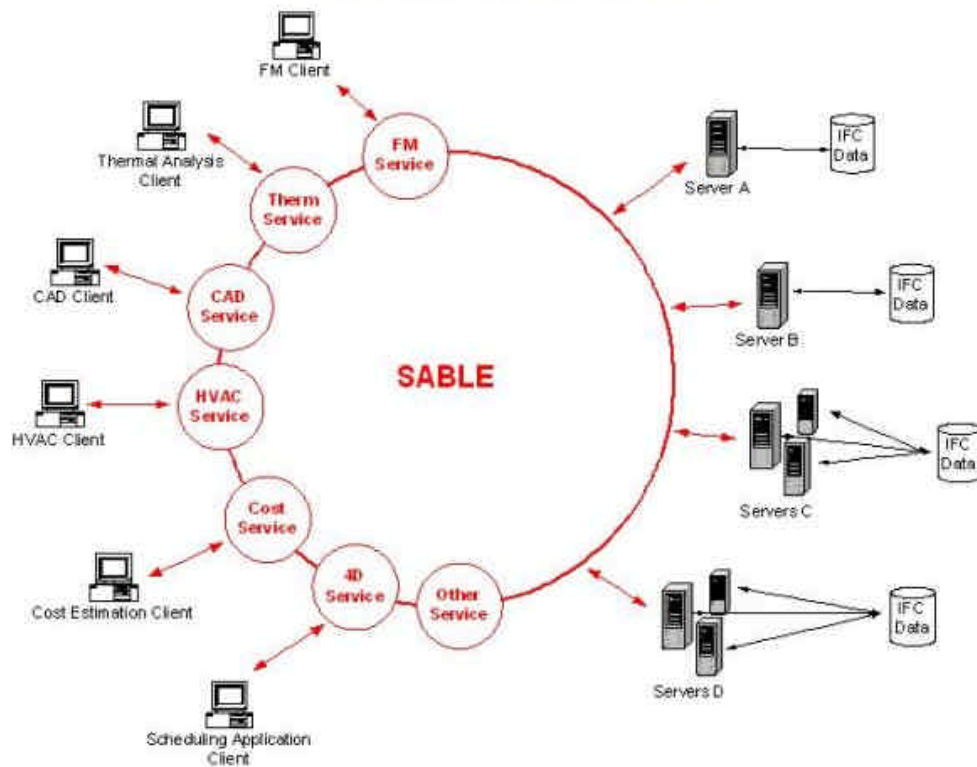 FM Client
FM
Service
IFC
Data
Server A
Thermal Analysis
Client
Therm
Service
CAD Client
CAD
Service
IFC
Data
Server B
SABLE
HVAC Client
HVAC
Service
IFC
Data
Servers C
Cost
Service
Cost Estimation Client
4D
Service
Other
Service
IFC
Data
Servers D
Scheduling Application
Client